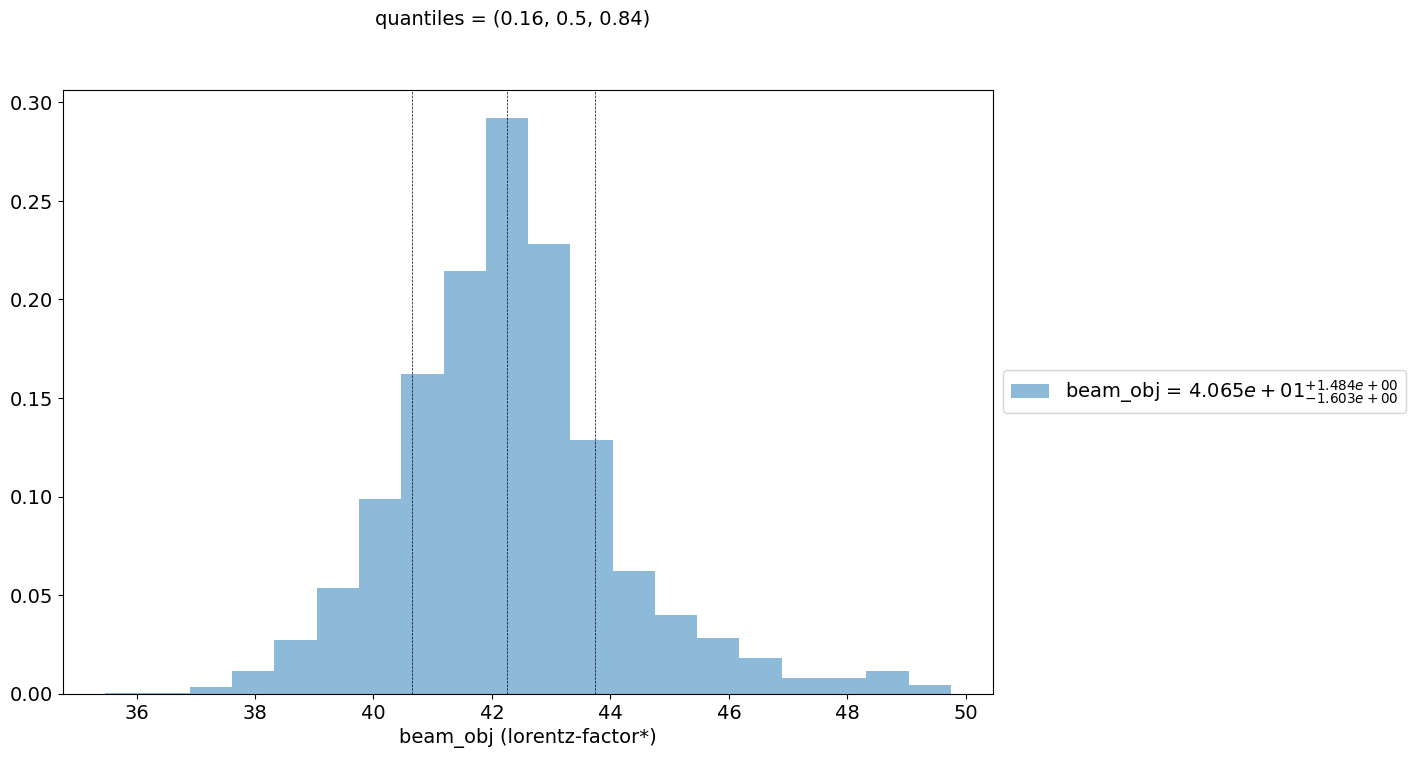 quantiles = (0.16, 0.5, 0.84)
0.30
0.25
0.20
0.15
0.10
0.05
0.00
36 38 40 42 44 46 48 50
beam_obj (lorentz-factor*)
beam_obj = 4.065e + 01 +1.484e + 00 −1.603e + 00